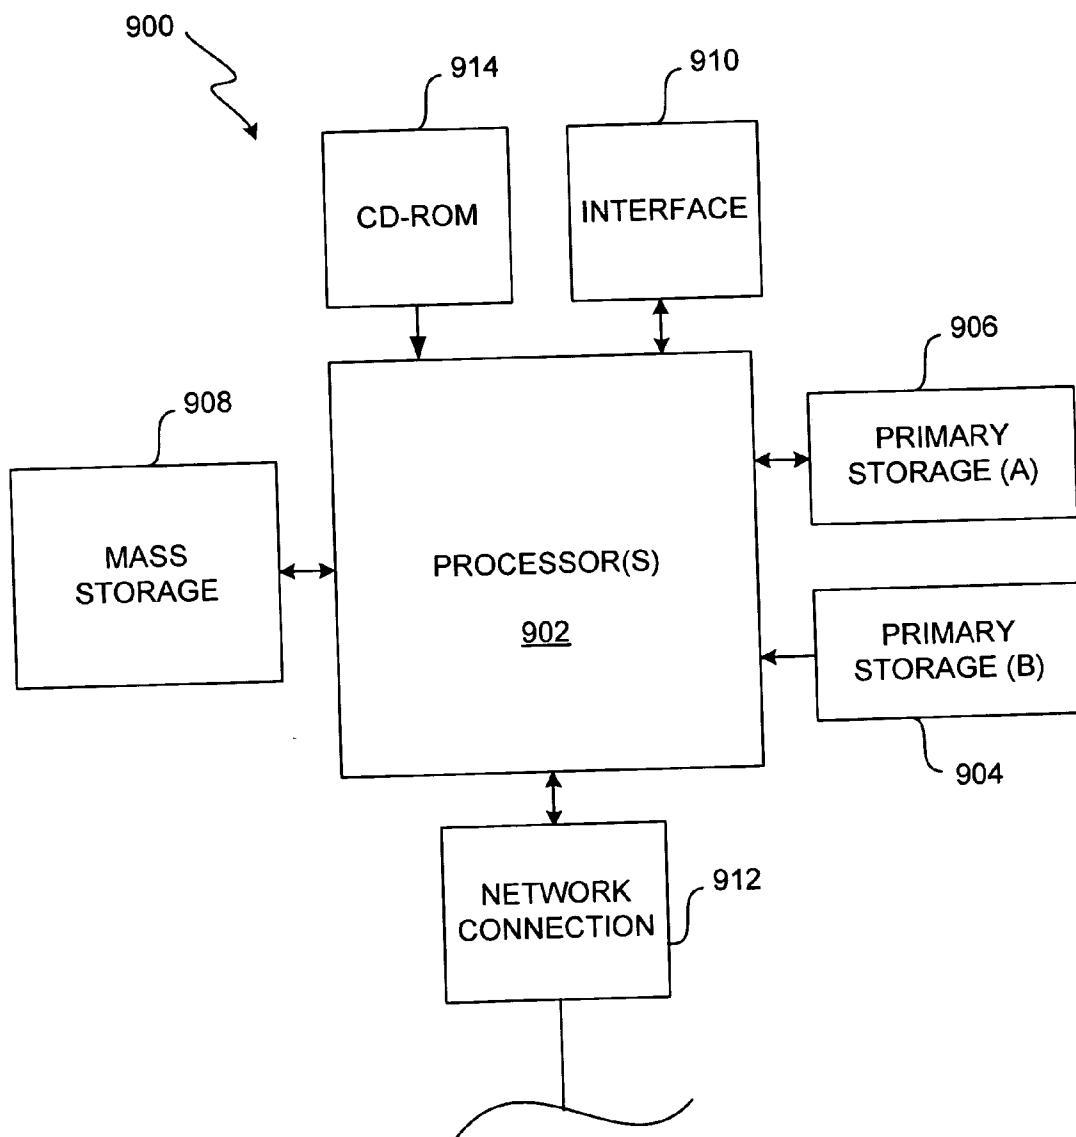 900
914
910
CD-ROM
INTERFACE
906
908
PRIMARY
STORAGE (A)
MASS
STORAGE
PROCESSOR(S)
902
PRIMARY
STORAGE (B)
904
NETWORK
CONNECTION
912